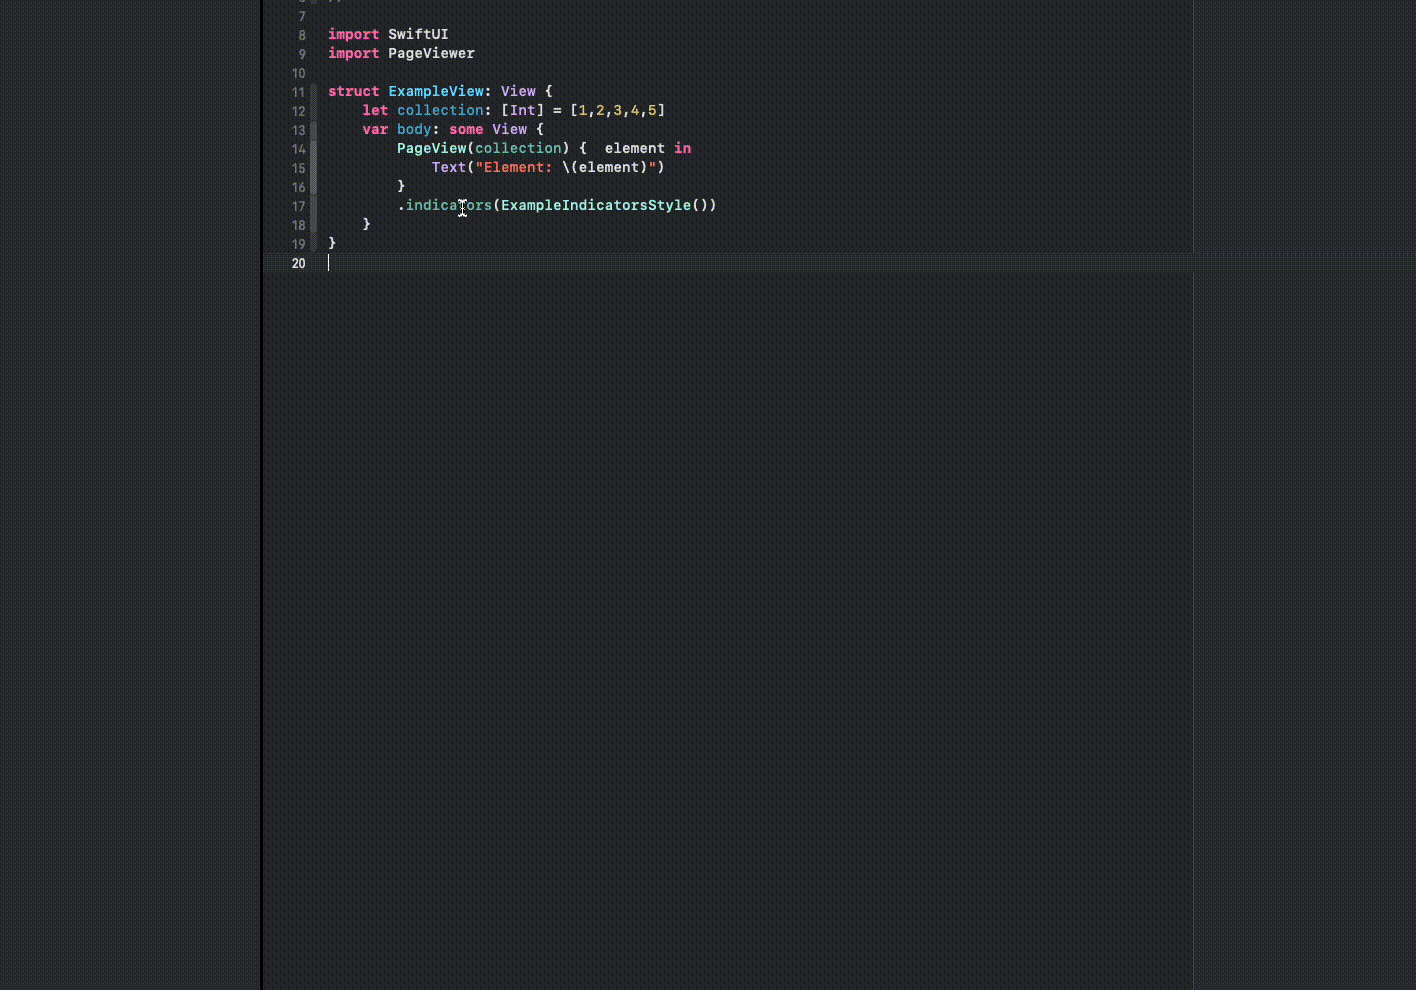 7
8 import SwiftUI
9 import PageViewer
10
11 struct ExampleView: View {
12     let collection: [Int] = [1,2,3,4,5]
13     var body: some View {
14         PageView(collection) {  element in
15             Text("Element: \(element)")
16         }
17         .indicators(ExampleIndicatorsStyle())
18     }
19 }
20